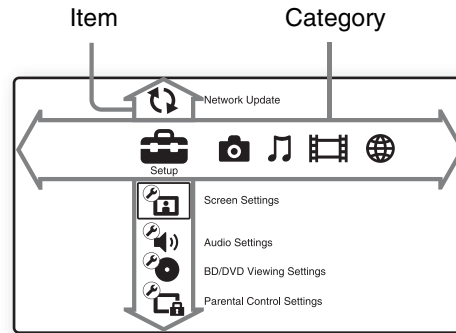 Item
Category
Network Update
Setup
Screen Settings
Audio Settings
BD/DVD Viewing Settings
Parental Control Settings